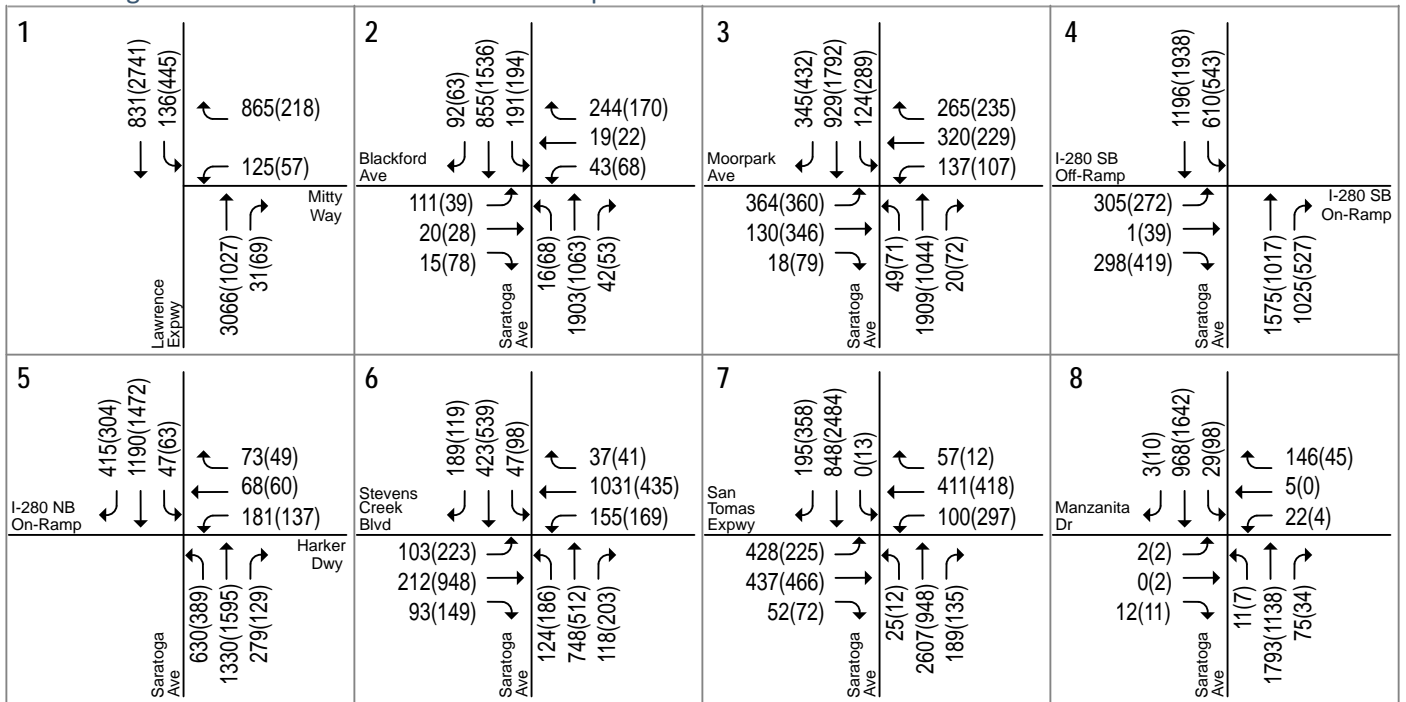 1
831(2741)
136(445)
865(218)
125(57)
Mitty
Way
3066(1027)
31(69)
Lawrence
Expwy
2
92(63)
855(1536)
191(194)
244(170)
19(22)
43(68)
Blackford
Ave
111(39)
20(28)
15(78)
16(68)
1903(1063)
42(53)
Saratoga
Ave
3
345(432)
929(1792)
124(289)
265(235)
320(229)
137(107)
Moorpark
Ave
364(360)
130(346)
18(79)
49(71)
1909(1044)
20(72)
Saratoga
Ave
4
1196(1938)
610(543)
I-280 SB
Off-Ramp
305(272)
1(39)
298(419)
I-280 SB
On-Ramp
1575(1017)
1025(527)
Saratoga
Ave
5
415(304)
1190(1472)
47(63)
73(49)
68(60)
181(137)
I-280 NB
On-Ramp
Harker
Dwy
630(389)
1330(1595)
279(129)
Saratoga
Ave
6
189(119)
423(539)
47(98)
37(41)
1031(435)
155(169)
Stevens
Creek
Blvd
103(223)
212(948)
93(149)
124(186)
748(512)
118(203)
Saratoga
Ave
7
195(358)
848(2484)
0(13)
57(12)
411(418)
100(297)
San
Tomas
Expwy
428(225)
437(466)
52(72)
25(12)
2607(948)
189(135)
Saratoga
Ave
8
3(10)
968(1642)
29(98)
146(45)
5(0)
22(4)
Manzanita
Dr
2(2)
0(2)
12(11)
11(7)
1793(1138)
75(34)
Saratoga
Ave